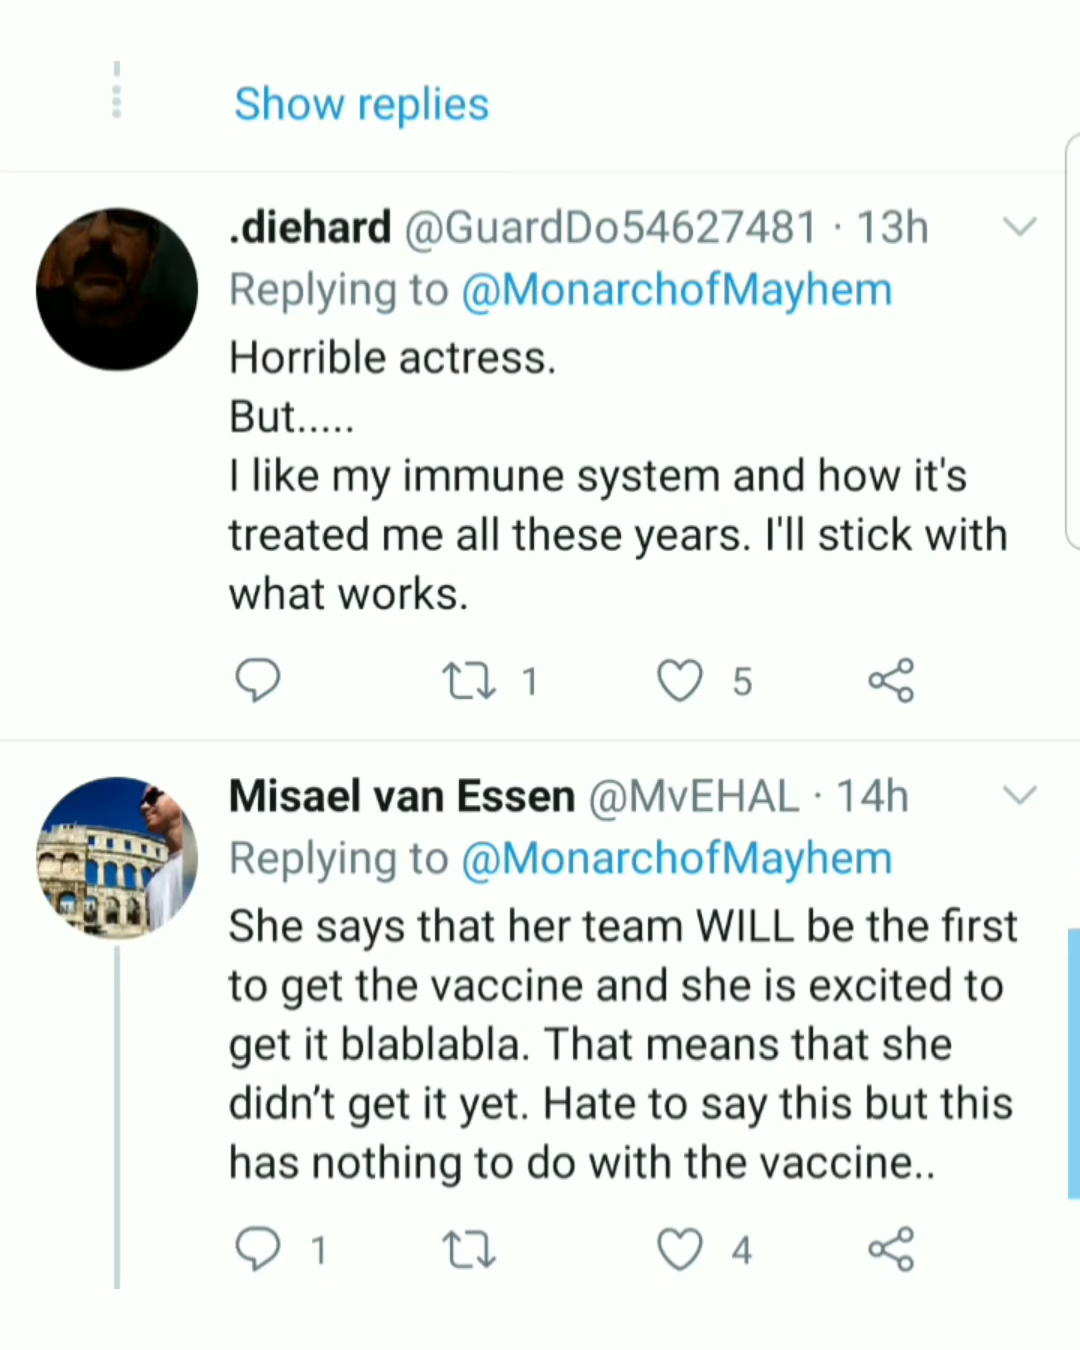 Show replies
.diehard @GuardDo54627481 · 13h
Replying to @MonarchofMayhem
Horrible actress.
But.....
I like my immune system and how it's
treated me all these years. I'll stick with
what works.
1 5
Misael van Essen @MvEHAL · 14h
Replying to @MonarchofMayhem
She says that her team WILL be the first
to get the vaccine and she is excited to
get it blablabla. That means that she
didn't get it yet. Hate to say this but this
has nothing to do with the vaccine..
1 4